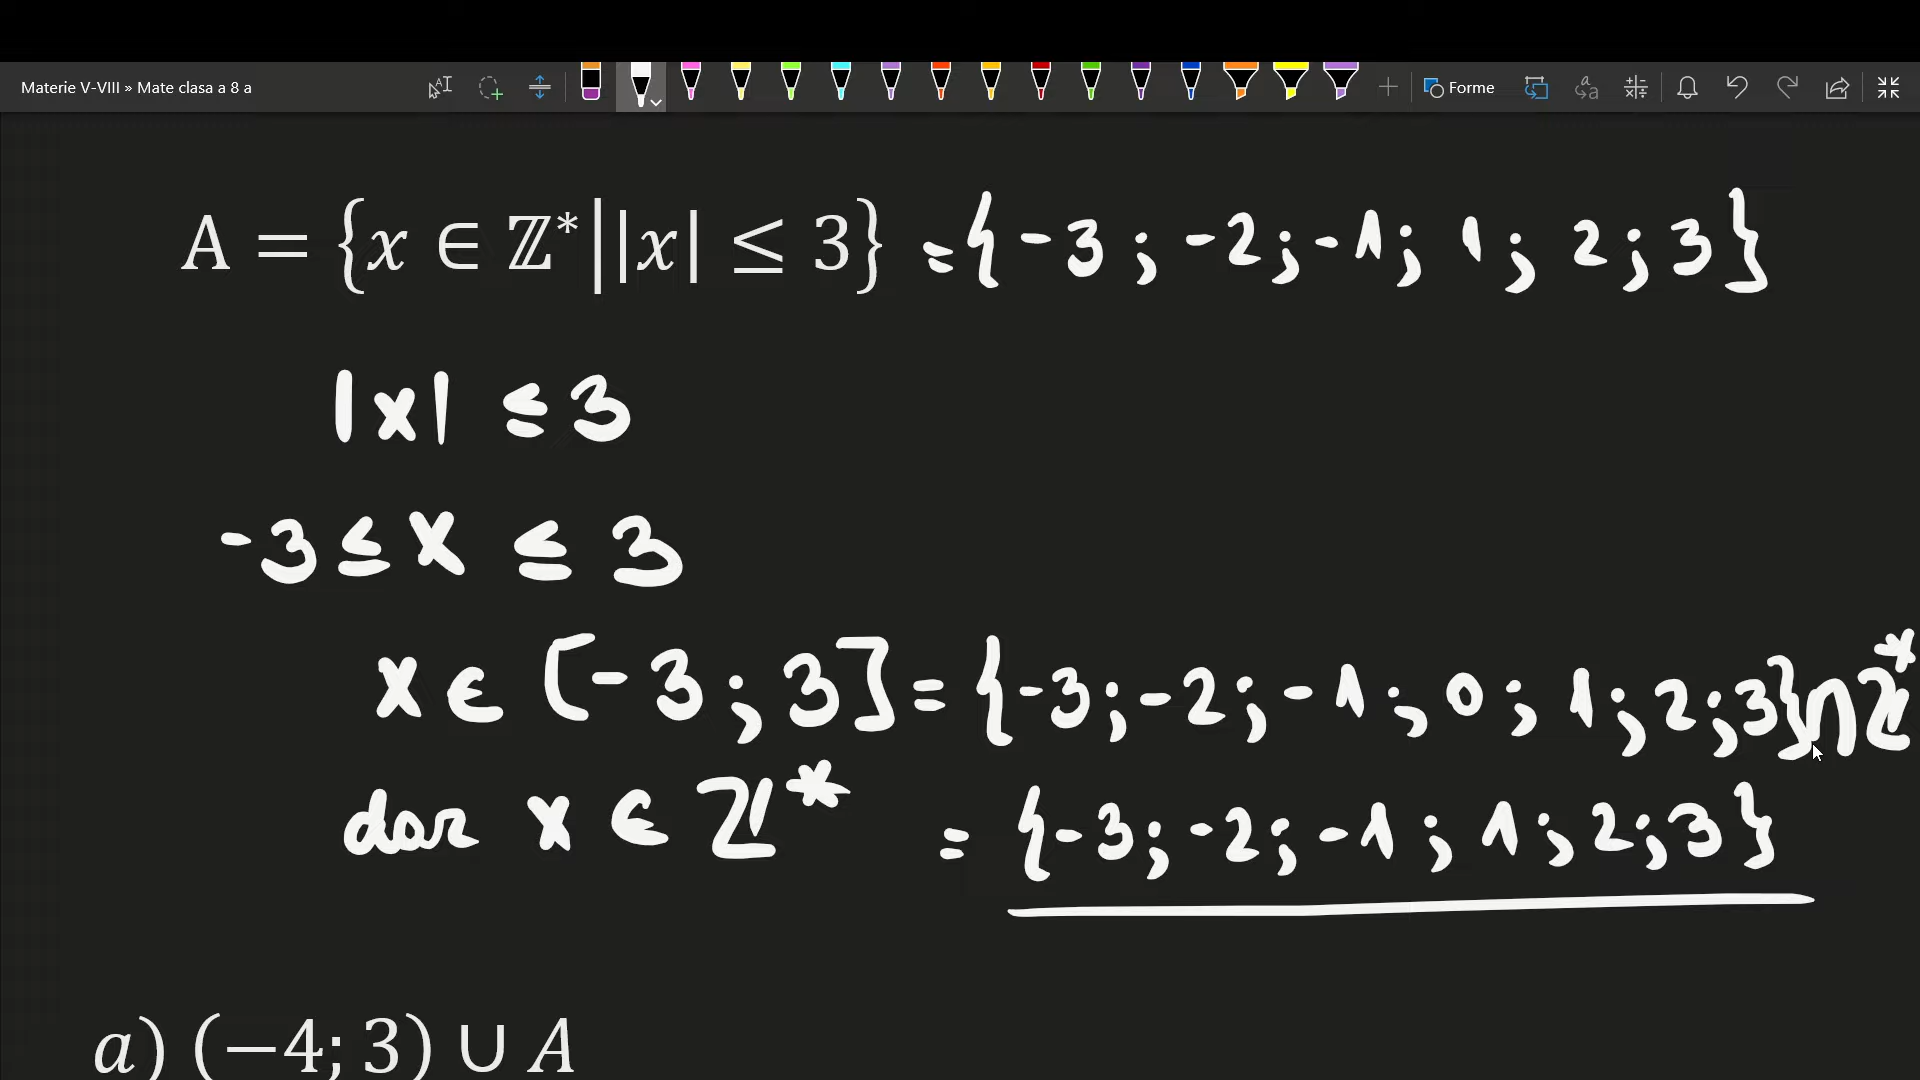 Materie V-VIII » Mate clasa a 8 a
Forme
A = {x ∈ ℤ*||x| ≤ 3} = {-3; -2; -1; 1; 2; 3}
|x| ≤ 3
-3 ≤ x ≤ 3
x ∈ [-3; 3] = {-3; -2; -1; 0; 1; 2; 3} ∩ ℤ*
dar x ∈ ℤ* = {-3; -2; -1; 1; 2; 3}
a) (−4; 3) ∪ A